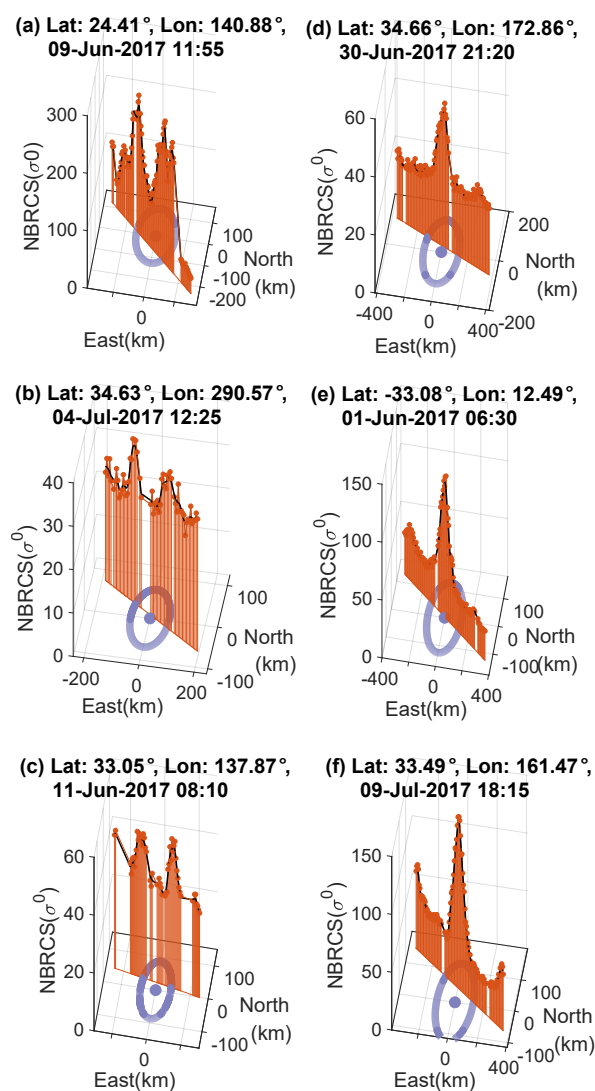 (a) Lat: 24.41°, Lon: 140.88°,
09-Jun-2017 11:55
300
200
100
0
NBRCS(σ0)
0
East(km)
100
0
-100
-200
North
(km)
(d) Lat: 34.66°, Lon: 172.86°,
30-Jun-2017 21:20
60
40
20
0
NBRCS(σ⁰)
-400
0
400
East(km)
200
0
-200
North
(km)
(b) Lat: 34.63°, Lon: 290.57°,
04-Jul-2017 12:25
40
30
20
10
0
NBRCS(σ⁰)
-200
0
200
East(km)
100
0
-100
North
(km)
(e) Lat: -33.08°, Lon: 12.49°,
01-Jun-2017 06:30
150
100
50
0
NBRCS(σ⁰)
-400
0
400
East(km)
100
0
-100
North
(km)
(c) Lat: 33.05°, Lon: 137.87°,
11-Jun-2017 08:10
60
40
20
0
NBRCS(σ⁰)
0
East(km)
100
0
-100
North
(km)
(f) Lat: 33.49°, Lon: 161.47°,
09-Jul-2017 18:15
150
100
50
0
NBRCS(σ⁰)
0
400
East(km)
100
0
-100
North
(km)